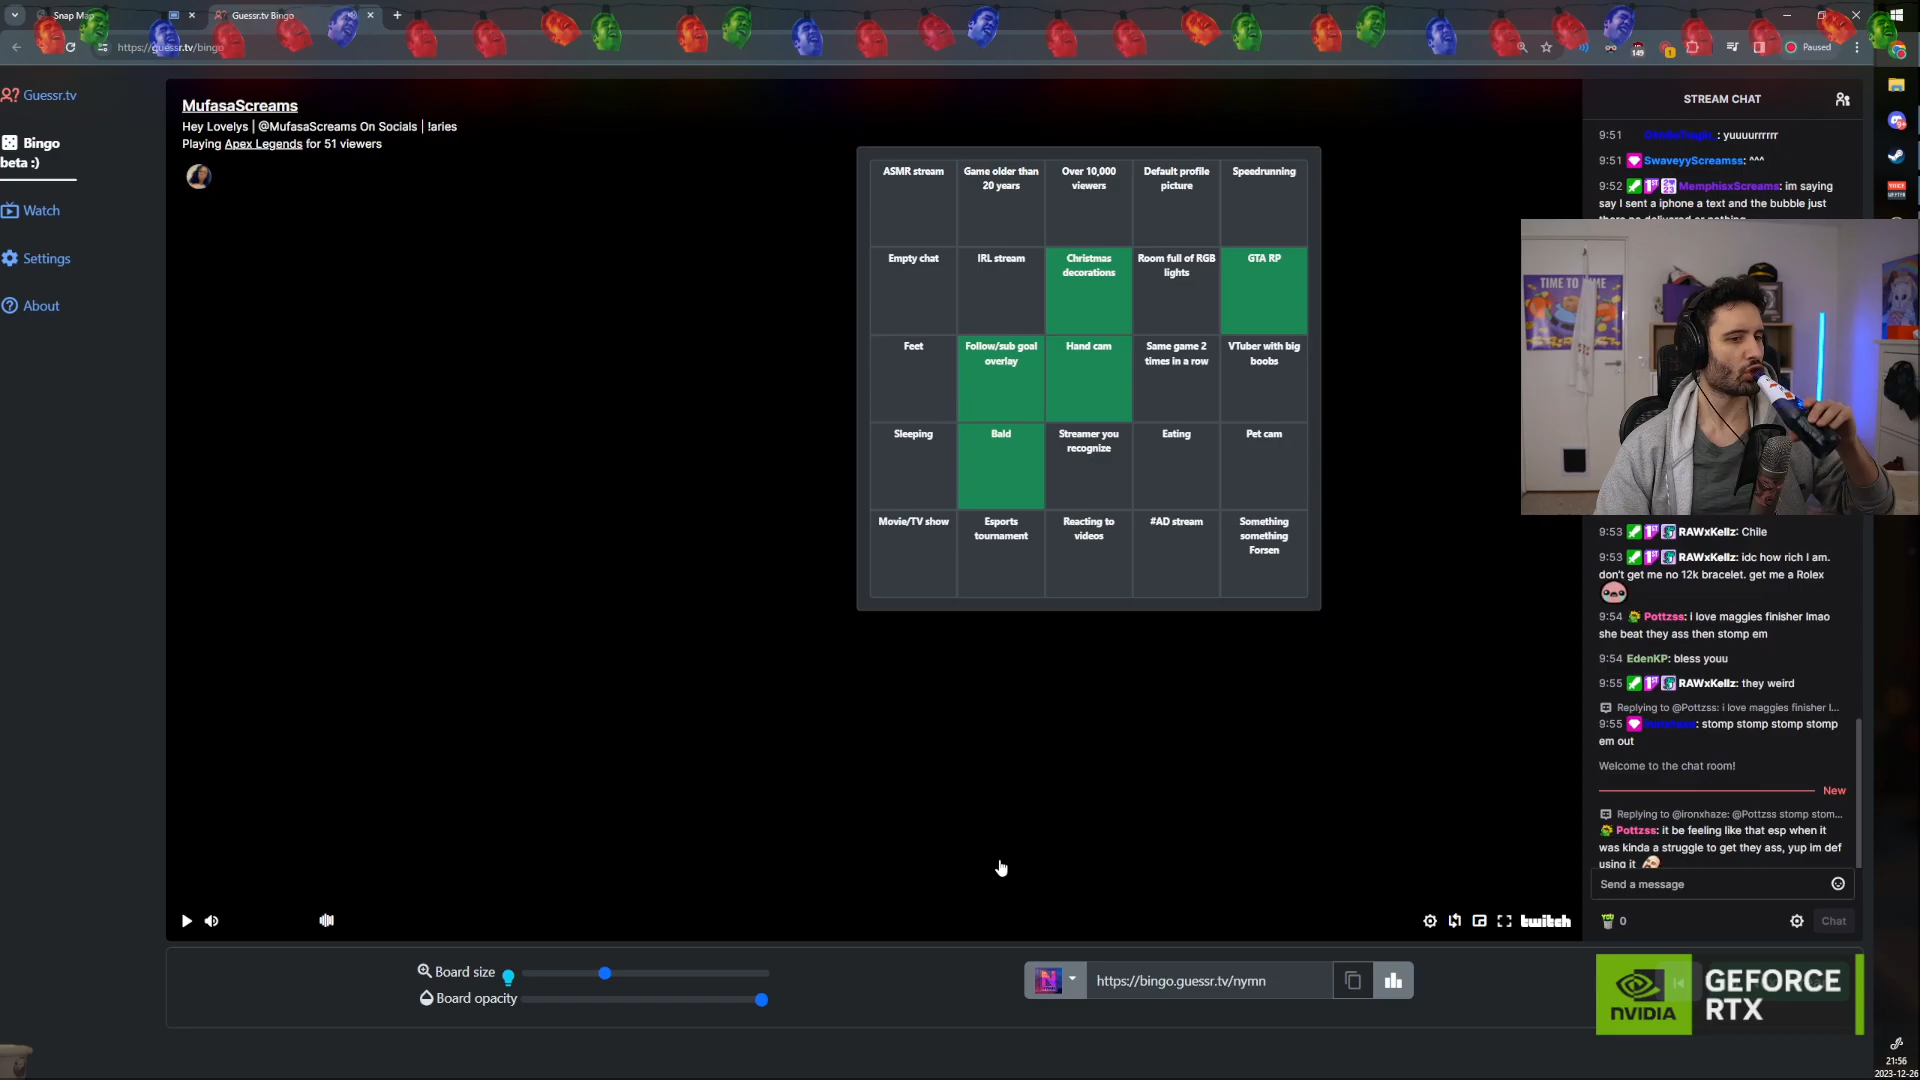 Snap Map
Guessr.tv Bingo
https://guessr.tv/bingo
149
1
Paused
Guessr.tv
Bingo
beta :)
Watch
Settings
About
MufasaScreams
Hey Lovelys | @MufasaScreams On Socials | !aries
Playing Apex Legends for 51 viewers
ASMR stream
Game older than
20 years
Over 10,000
viewers
Default profile
picture
Speedrunning
Empty chat
IRL stream
Christmas
decorations
Room full of RGB
lights
GTA RP
Feet
Follow/sub goal
overlay
Hand cam
Same game 2
times in a row
VTuber with big
boobs
Sleeping
Bald
Streamer you
recognize
Eating
Pet cam
Movie/TV show
Esports
tournament
Reacting to
videos
#AD stream
Something
something
Forsen
STREAM CHAT
9:51 : yuuuurrrrrr
9:51 SwaveyyScreamss: ^^^
9:52 MemphisxScreams: im saying
say I sent a iphone a text and the bubble just
TIME TO
9:53 RAWxKellz: Chile
9:53 RAWxKellz: idc how rich I am.
don't get me no 12k bracelet. get me a Rolex
9:54 Pottzss: i love maggies finisher lmao
she beat they ass then stomp em
9:54 EdenKP: bless youu
9:55 RAWxKellz: they weird
Replying to @Pottzss: i love maggies finisher l...
9:55 : stomp stomp stomp stomp
em out
Welcome to the chat room!
New
Replying to @ironxhaze: @Pottzss stomp stom...
Pottzss: it be feeling like that esp when it
was kinda a struggle to get they ass, yup im def
using it
Send a message
0
Chat
twitch
Board size
Board opacity
https://bingo.guessr.tv/nymn
NVIDIA
GEFORCE
RTX
21:56
2023-12-26